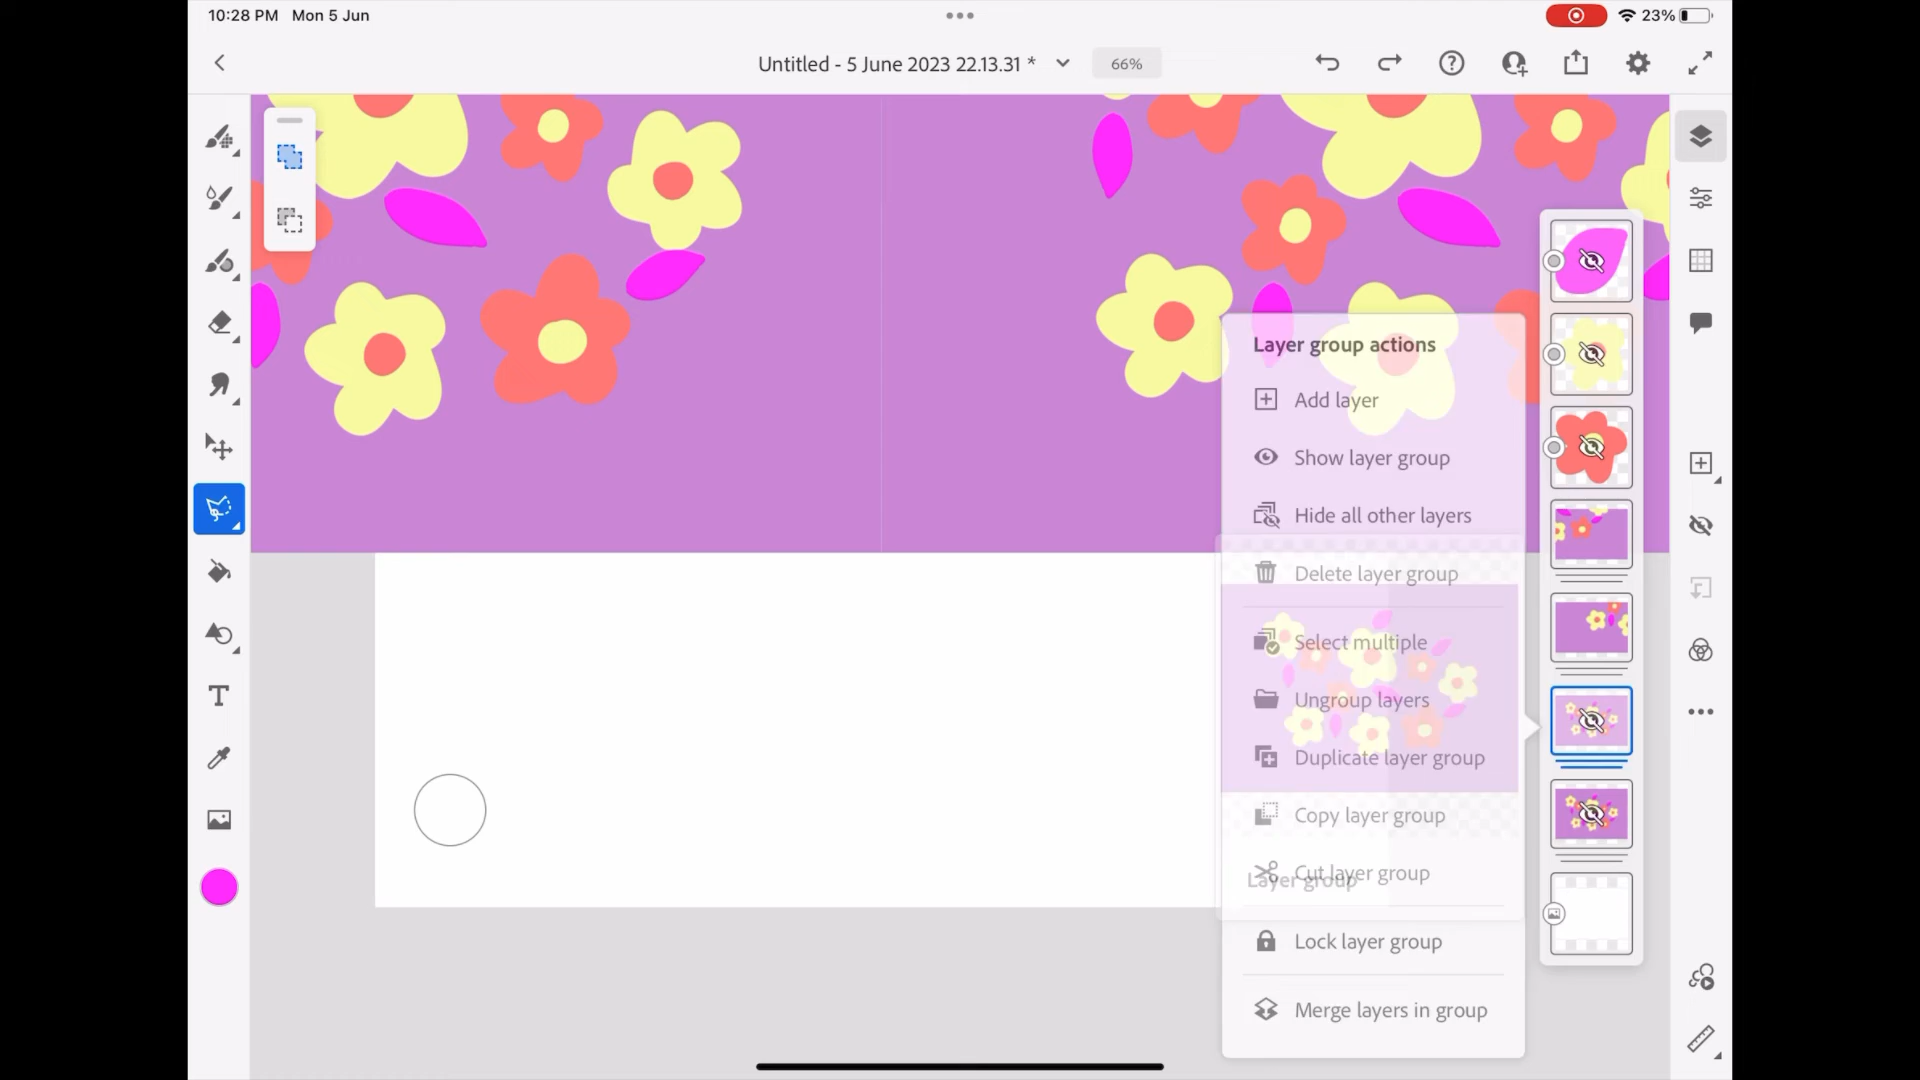 10:28 PM Mon 5 Jun
23%
Untitled - 5 June 2023 22.13.31 *
66%
Layer group actions
Add layer
Show layer group
Hide all other layers
Delete layer group
Select multiple
Ungroup layers
Duplicate layer group
Copy layer group
Cut layer group
Layer group
Lock layer group
Merge layers in group